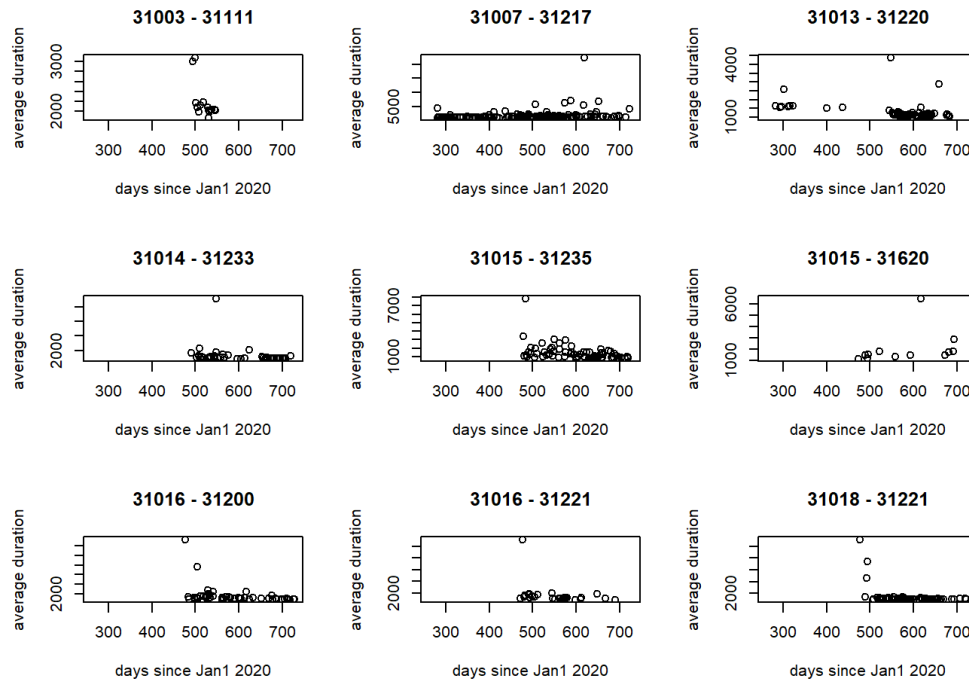 31003 - 31111 31007 - 31217 31013 - 31220
average duration 2000 3000 average duration 5000 average duration 1000 4000
300 400 500 600 700 300 400 500 600 700 300 400 500 600 700
days since Jan1 2020 days since Jan1 2020 days since Jan1 2020
31014 - 31233 31015 - 31235 31015 - 31620
average duration 2000 average duration 1000 7000 average duration 1000 6000
300 400 500 600 700 300 400 500 600 700 300 400 500 600 700
days since Jan1 2020 days since Jan1 2020 days since Jan1 2020
31016 - 31200 31016 - 31221 31018 - 31221
average duration 2000 average duration 2000 average duration 2000
300 400 500 600 700 300 400 500 600 700 300 400 500 600 700
days since Jan1 2020 days since Jan1 2020 days since Jan1 2020